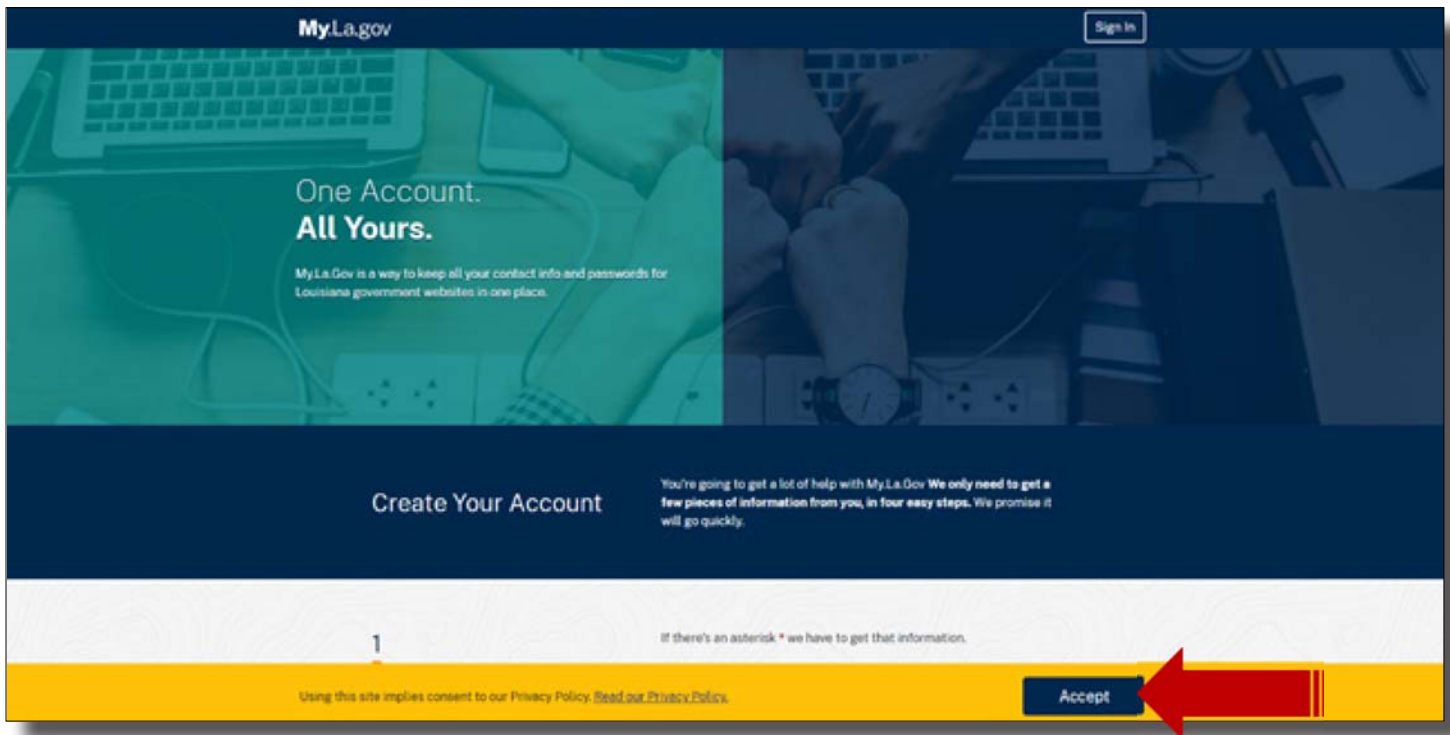 My.La.gov
Sign In
One Account.
All Yours.
My.La.Gov is a way to keep all your contact info and passwords for
Louisiana government websites in one place.
Create Your Account
You're going to get a lot of help with My.La.Gov We only need to get a
few pieces of information from you, in four easy steps. We promise it
will go quickly.
1
If there's an asterisk * we have to get that information.
Using this site implies consent to our Privacy Policy. Read our Privacy Policy.
Accept